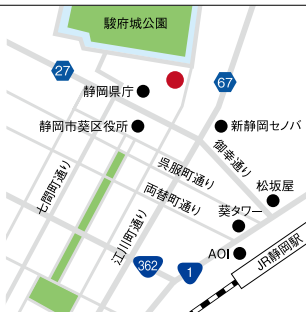 駿府城公園
27
67
静岡県庁
静岡市葵区役所
新静岡セノバ
御幸通り
呉服町通り
両替町通り
七間町通り
江川町通り
松坂屋
葵タワー
AOI
JR静岡駅
362
1